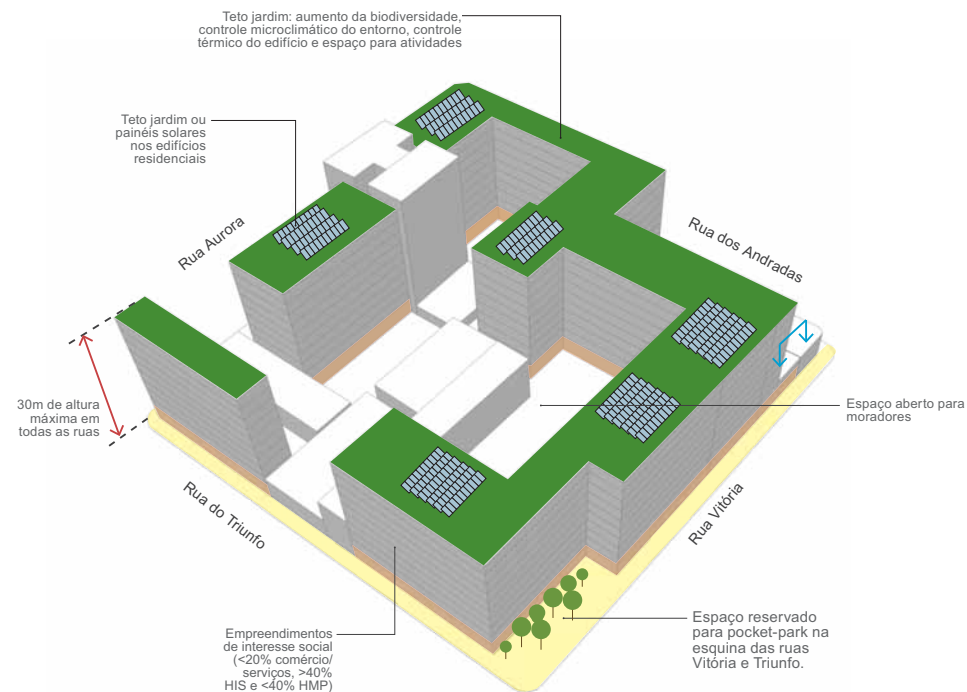 Teto jardim: aumento da biodiversidade,
controle microclimático do entorno, controle
térmico do edifício e espaço para atividades
Teto jardim ou
painéis solares
nos edifícios
residenciais
Rua Aurora
Rua dos Andradas
30m de altura
máxima em
todas as ruas
Espaço aberto para
moradores
Rua do Triunfo
Rua Vitória
Empreendimentos
de interesse social
(<20% comércio/
serviços, >40%
HIS e <40% HMP)
Espaço reservado
para pocket-park na
esquina das ruas
Vitória e Triunfo.